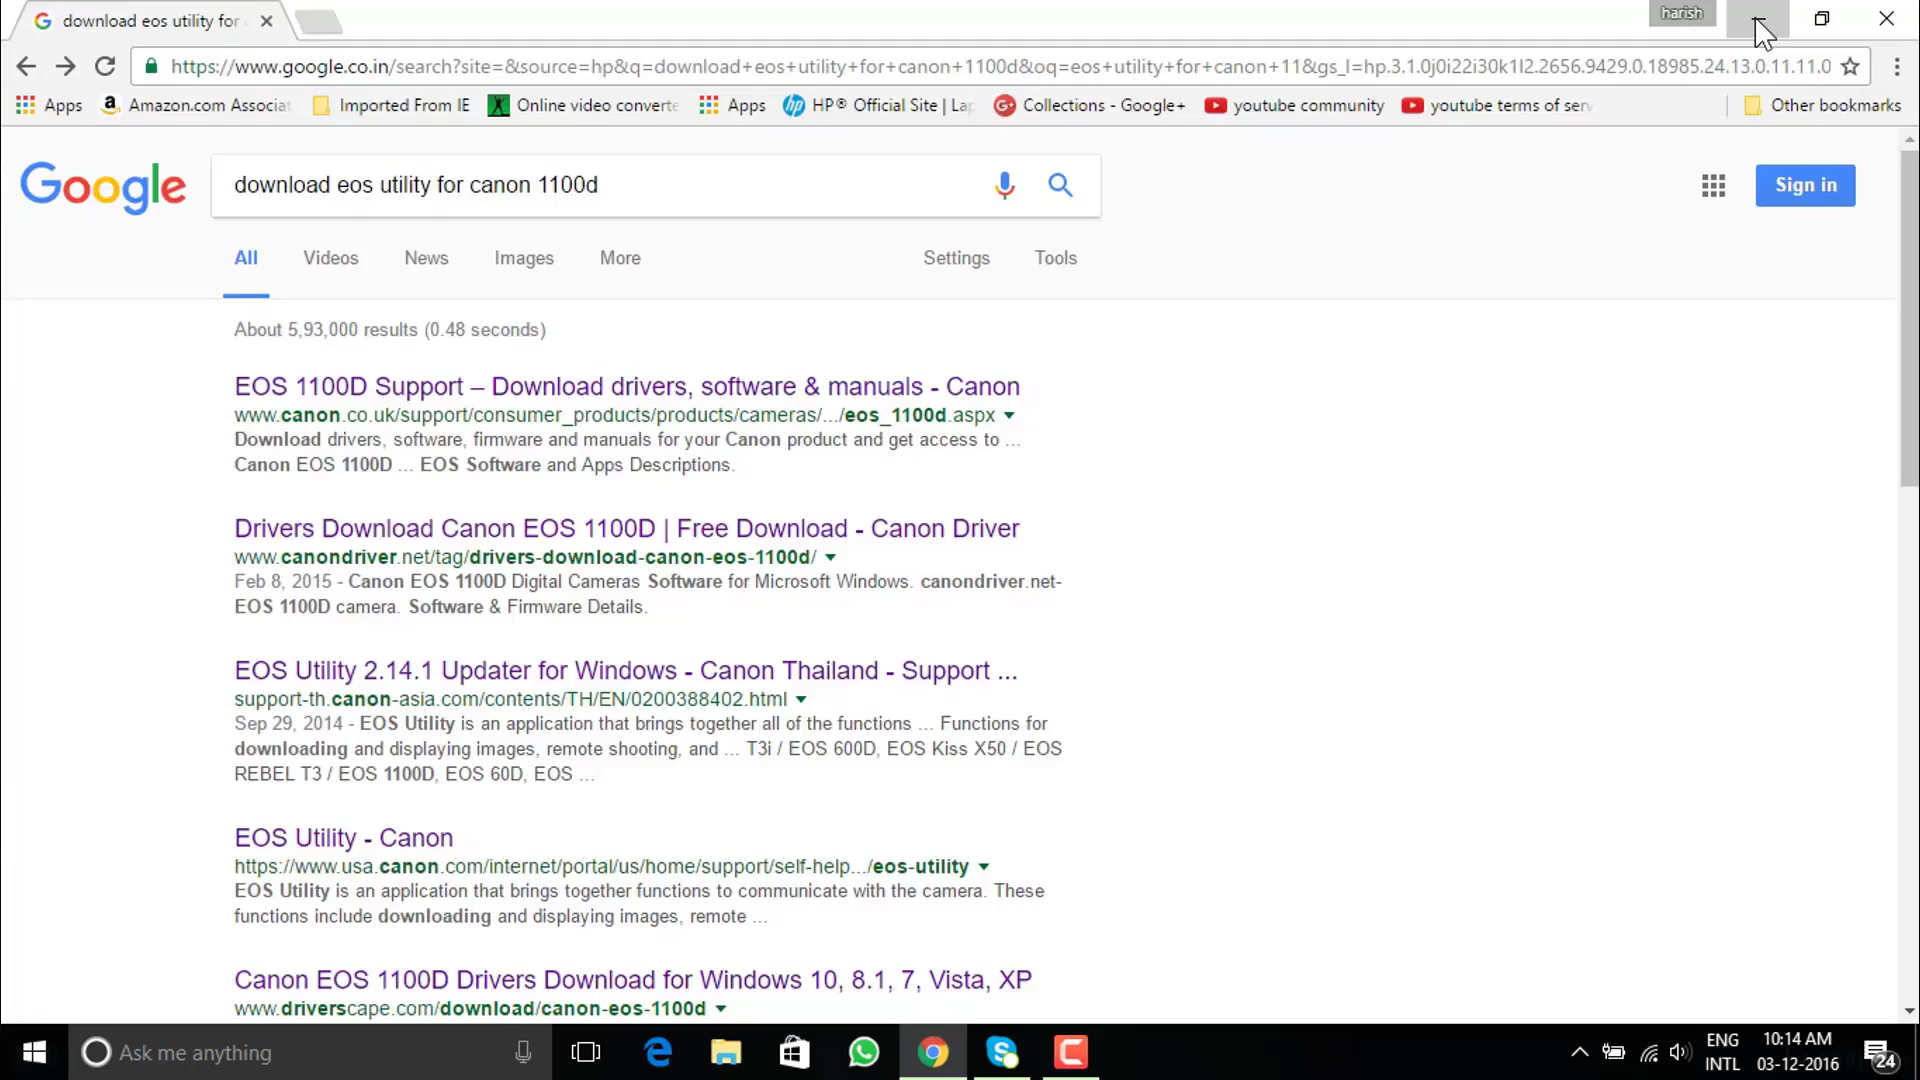 download eos utility for
harish
https://www.google.co.in/search?site=&source=hp&q=download+eos+utility+for+canon+1100d&oq=eos+utility+for+canon+11&gs_l=hp.3.1.0j0i22i30k1l2.2656.9429.0.18985.24.13.0.11.11.0
Apps Amazon.com Associat Imported From IE Online video converte Apps HP® Official Site | Lap Collections - Google+ youtube community youtube terms of serv Other bookmarks
Google download eos utility for canon 1100d Sign in
All Videos News Images More Settings Tools
About 5,93,000 results (0.48 seconds)
EOS 1100D Support – Download drivers, software & manuals - Canon
www.canon.co.uk/support/consumer_products/products/cameras/.../eos_1100d.aspx
Download drivers, software, firmware and manuals for your Canon product and get access to ...
Canon EOS 1100D ... EOS Software and Apps Descriptions.
Drivers Download Canon EOS 1100D | Free Download - Canon Driver
www.canondriver.net/tag/drivers-download-canon-eos-1100d/
Feb 8, 2015 - Canon EOS 1100D Digital Cameras Software for Microsoft Windows. canondriver.net-
EOS 1100D camera. Software & Firmware Details.
EOS Utility 2.14.1 Updater for Windows - Canon Thailand - Support ...
support-th.canon-asia.com/contents/TH/EN/0200388402.html
Sep 29, 2014 - EOS Utility is an application that brings together all of the functions ... Functions for
downloading and displaying images, remote shooting, and ... T3i / EOS 600D, EOS Kiss X50 / EOS
REBEL T3 / EOS 1100D, EOS 60D, EOS ...
EOS Utility - Canon
https://www.usa.canon.com/internet/portal/us/home/support/self-help.../eos-utility
EOS Utility is an application that brings together functions to communicate with the camera. These
functions include downloading and displaying images, remote ...
Canon EOS 1100D Drivers Download for Windows 10, 8.1, 7, Vista, XP
www.driverscape.com/download/canon-eos-1100d
Ask me anything
ENG 10:14 AM
INTL 03-12-2016 24